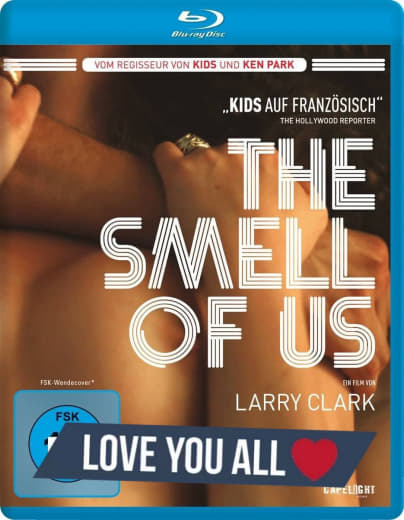 Blu-ray Disc
VOM REGISSEUR VON KIDS UND KEN PARK
„KIDS AUF FRANZÖSISCH“
THE HOLLYWOOD REPORTER
THE
SMELL
OF US
FSK-Wendecover*
EIN FILM VON
LARRY CLARK
FSK
LOVE YOU ALL
CAPELIGHT